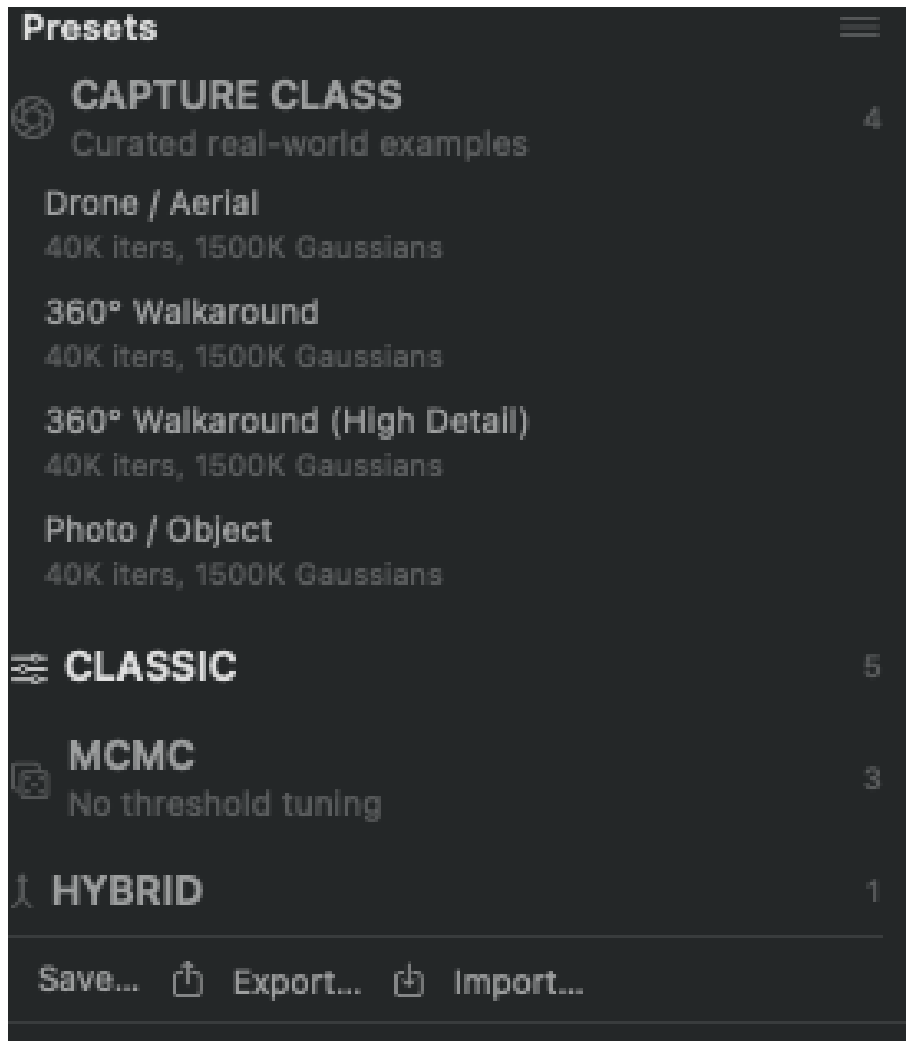 Presets
CAPTURE CLASS
4
Curated real-world examples
Drone / Aerial
40K iters, 1500K Gaussians
360° Walkaround
40K iters, 1500K Gaussians
360° Walkaround (High Detail)
40K iters, 1500K Gaussians
Photo / Object
40K iters, 1500K Gaussians
CLASSIC 5
MCMC
3
No threshold tuning
HYBRID 1
Save... Export... Import...